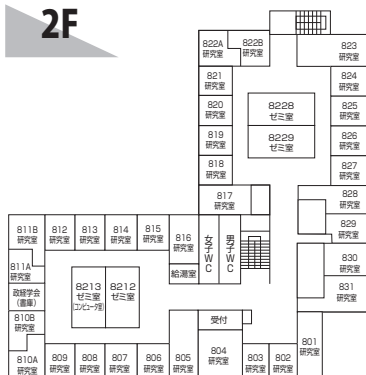 2F
822A
研究室
822B
研究室
823
研究室
821
研究室
824
研究室
820
研究室
8228
ゼミ室
825
研究室
819
研究室
8229
ゼミ室
826
研究室
818
研究室
827
研究室
817
研究室
828
研究室
829
研究室
811B
研究室
812
研究室
813
研究室
814
研究室
815
研究室
816
研究室
女子WC
男子WC
830
研究室
811A
研究室
給湯室
831
研究室
政経学会
(書庫)
8213
ゼミ室
(コンピュータ室)
8212
ゼミ室
810B
研究室
受付
810A
研究室
809
研究室
808
研究室
807
研究室
806
研究室
805
研究室
804
研究室
803
研究室
802
研究室
801
研究室